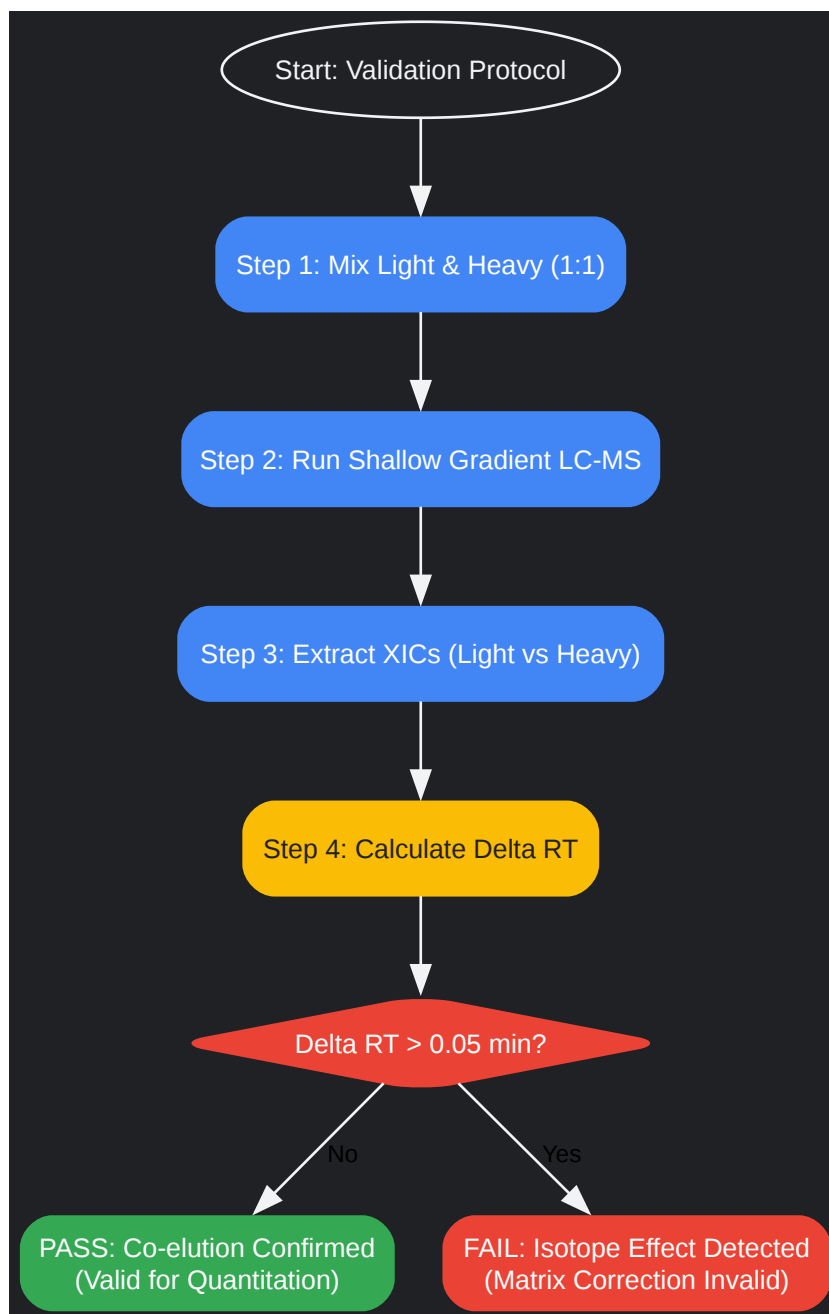 Start: Validation Protocol
Step 1: Mix Light & Heavy (1:1)
Step 2: Run Shallow Gradient LC-MS
Step 3: Extract XICs (Light vs Heavy)
Step 4: Calculate Delta RT
Delta RT > 0.05 min?
No
Yes
PASS: Co-elution Confirmed
(Valid for Quantitation)
FAIL: Isotope Effect Detected
(Matrix Correction Invalid)